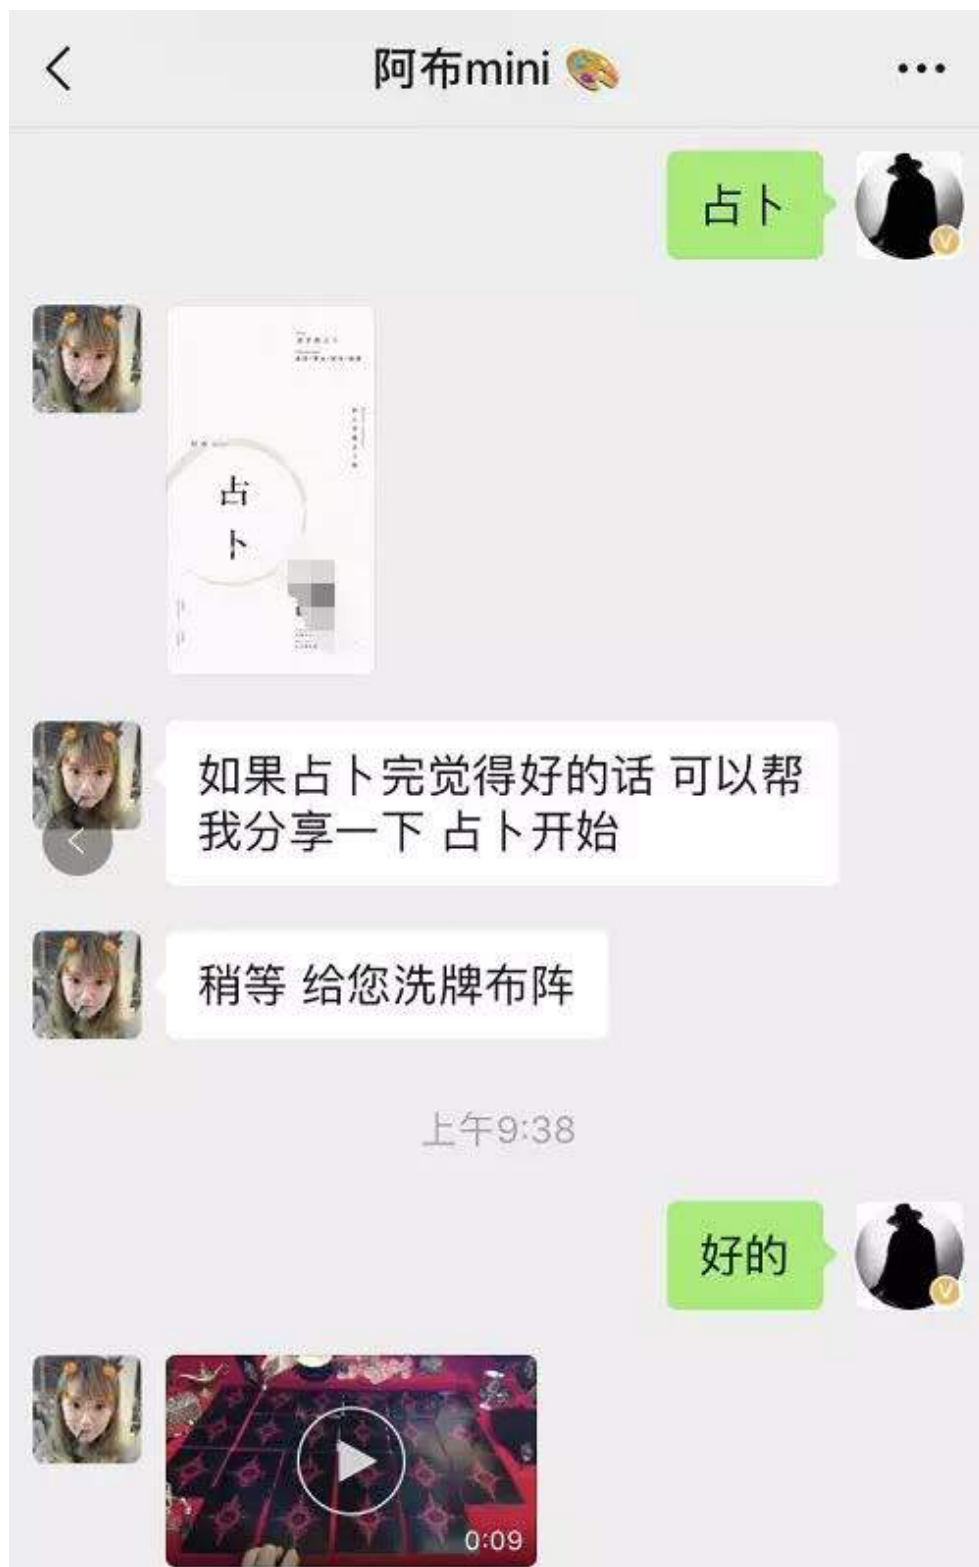 阿布mini
占卜
占
卜
如果占卜完觉得好的话 可以帮
我分享一下 占卜开始
稍等 给您洗牌布阵
上午9:38
好的
0:09